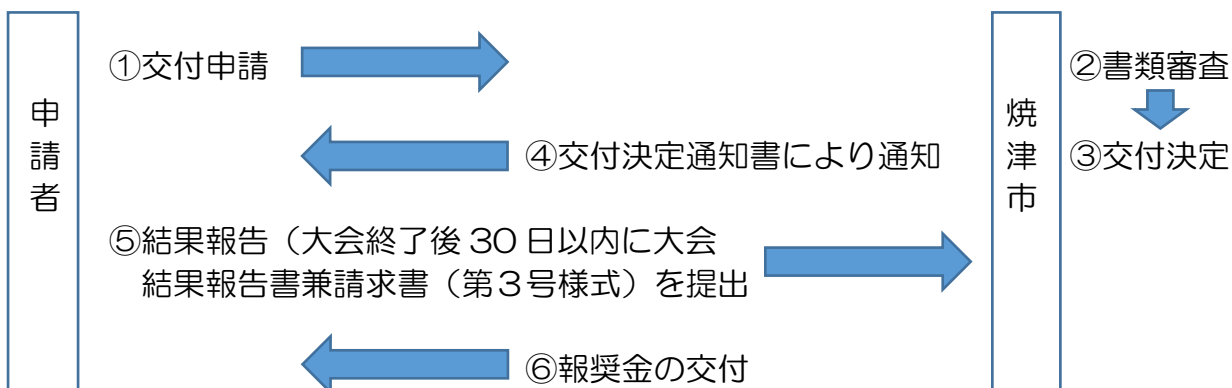 申請者
①交付申請
②書類審査
③交付決定
④交付決定通知書により通知
⑤結果報告（大会終了後 30 日以内に大会
結果報告書兼請求書（第３号様式）を提出
⑥報奨金の交付
焼津市